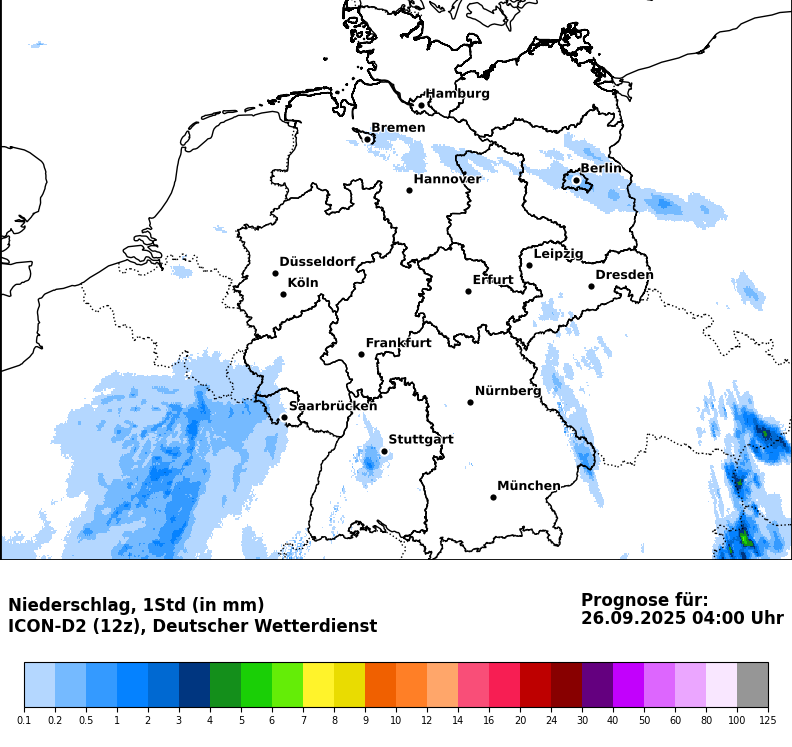 Hamburg
Bremen
Berlin
Hannover
Leipzig
Düsseldorf
Dresden
Köln
Erfurt
Frankfurt
Nürnberg
Saarbrücken
Stuttgart
München
Niederschlag, 1Std (in mm)
ICON-D2 (12z), Deutscher Wetterdienst
Prognose für:
26.09.2025 04:00 Uhr
0.1 0.2 0.5 1 2 3 4 5 6 7 8 9 10 12 14 16 20 24 30 40 50 60 80 100 125